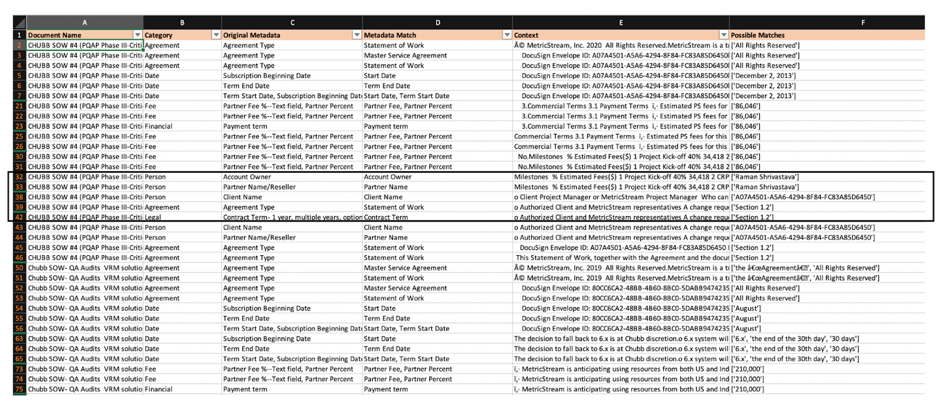 A B C D E F
1 Document Name Category Original Metadata Metadata Match Context Possible Matches
2 CHUBB SOW #4 (PQAP Phase III-Criti Agreement Agreement Type Statement of Work Â© MetricStream, Inc. 2020 All Rights Reserved.MetricStream is a t ['All Rights Reserved']
3 CHUBB SOW #4 (PQAP Phase III-Criti Agreement Agreement Type Master Service Agreement DocuSign Envelope ID: A07A4501-A5A6-4294-8F84-FC83A85D6450 ['All Rights Reserved']
4 CHUBB SOW #4 (PQAP Phase III-Criti Agreement Agreement Type Statement of Work DocuSign Envelope ID: A07A4501-A5A6-4294-8F84-FC83A85D6450 ['All Rights Reserved']
5 CHUBB SOW #4 (PQAP Phase III-Criti Date Subscription Beginning Date Start Date DocuSign Envelope ID: A07A4501-A5A6-4294-8F84-FC83A85D6450 ['December 2, 2013']
6 CHUBB SOW #4 (PQAP Phase III-Criti Date Term End Date Term End Date DocuSign Envelope ID: A07A4501-A5A6-4294-8F84-FC83A85D6450 ['December 2, 2013']
7 CHUBB SOW #4 (PQAP Phase III-Criti Date Term Start Date, Subscription Beginning Dat Start Date, Term Start Date DocuSign Envelope ID: A07A4501-A5A6-4294-8F84-FC83A85D6450 ['December 2, 2013']
21 CHUBB SOW #4 (PQAP Phase III-Criti Fee Partner Fee %--Text field, Partner Percent Partner Fee, Partner Percent 3.Commercial Terms 3.1 Payment Terms ï‚· Estimated PS fees for ['86,046']
22 CHUBB SOW #4 (PQAP Phase III-Criti Fee Partner Fee %--Text field, Partner Percent Partner Fee, Partner Percent 3.Commercial Terms 3.1 Payment Terms ï‚· Estimated PS fees for ['86,046']
23 CHUBB SOW #4 (PQAP Phase III-Criti Financial Payment term Payment term 3.Commercial Terms 3.1 Payment Terms ï‚· Estimated PS fees for ['86,046']
25 CHUBB SOW #4 (PQAP Phase III-Criti Fee Partner Fee %--Text field, Partner Percent Partner Fee, Partner Percent Commercial Terms 3.1 Payment Terms ï‚· Estimated PS fees for this ['86,046']
26 CHUBB SOW #4 (PQAP Phase III-Criti Fee Partner Fee %--Text field, Partner Percent Partner Fee, Partner Percent Commercial Terms 3.1 Payment Terms ï‚· Estimated PS fees for this ['86,046']
30 CHUBB SOW #4 (PQAP Phase III-Criti Fee Partner Fee %--Text field, Partner Percent Partner Fee, Partner Percent No.Milestones % Estimated Fees($) 1 Project Kick-off 40% 34,418 2 ['86,046']
31 CHUBB SOW #4 (PQAP Phase III-Criti Fee Partner Fee %--Text field, Partner Percent Partner Fee, Partner Percent No.Milestones % Estimated Fees($) 1 Project Kick-off 40% 34,418 2 ['86,046']
32 CHUBB SOW #4 (PQAP Phase III-Criti Person Account Owner Account Owner Milestones % Estimated Fees($) 1 Project Kick-off 40% 34,418 2 CRP ['Raman Shrivastava']
33 CHUBB SOW #4 (PQAP Phase III-Criti Person Partner Name/Reseller Partner Name Milestones % Estimated Fees($) 1 Project Kick-off 40% 34,418 2 CRP ['Raman Shrivastava']
38 CHUBB SOW #4 (PQAP Phase III-Criti Person Client Name Client Name o Client Project Manager or MetricStream Project Manager Who can ['A07A4501-A5A6-4294-8F84-FC83A85D6450']
39 CHUBB SOW #4 (PQAP Phase III-Criti Agreement Agreement Type Statement of Work o Authorized Client and MetricStream representatives A change requ ['Section 1.2']
42 CHUBB SOW #4 (PQAP Phase III-Criti Legal Contract Term- 1 year, multiple years, option Contract Term o Authorized Client and MetricStream representatives A change requ ['Section 1.2']
43 CHUBB SOW #4 (PQAP Phase III-Criti Person Client Name Client Name o Authorized Client and MetricStream representatives A change requ ['A07A4501-A5A6-4294-8F84-FC83A85D6450']
44 CHUBB SOW #4 (PQAP Phase III-Criti Person Partner Name/Reseller Partner Name o Authorized Client and MetricStream representatives A change requ ['A07A4501-A5A6-4294-8F84-FC83A85D6450']
45 CHUBB SOW #4 (PQAP Phase III-Criti Agreement Agreement Type Statement of Work DocuSign Envelope ID: A07A4501-A5A6-4294-8F84-FC83A85D6450 ['Section 1.2']
46 CHUBB SOW #4 (PQAP Phase III-Criti Agreement Agreement Type Statement of Work This Statement of Work, together with the Agreement and the docu ['Section 1.2']
50 Chubb SOW- QA Audits VRM solutio Agreement Agreement Type Master Service Agreement Â© MetricStream, Inc. 2019 All Rights Reserved.MetricStream is a t ['the â€œAgreementâ€', 'All Rights Reserved']
51 Chubb SOW- QA Audits VRM solutio Agreement Agreement Type Statement of Work Â© MetricStream, Inc. 2019 All Rights Reserved.MetricStream is a t ['the â€œAgreementâ€', 'All Rights Reserved']
52 Chubb SOW- QA Audits VRM solutio Agreement Agreement Type Master Service Agreement DocuSign Envelope ID: 80CC6CA2-48BB-4B60-8BC0-5DABB9474235 ['All Rights Reserved']
53 Chubb SOW- QA Audits VRM solutio Agreement Agreement Type Statement of Work DocuSign Envelope ID: 80CC6CA2-48BB-4B60-8BC0-5DABB9474235 ['All Rights Reserved']
54 Chubb SOW- QA Audits VRM solutio Date Subscription Beginning Date Start Date DocuSign Envelope ID: 80CC6CA2-48BB-4B60-8BC0-5DABB9474235 ['August']
55 Chubb SOW- QA Audits VRM solutio Date Term End Date Term End Date DocuSign Envelope ID: 80CC6CA2-48BB-4B60-8BC0-5DABB9474235 ['August']
56 Chubb SOW- QA Audits VRM solutio Date Term Start Date, Subscription Beginning Dat Start Date, Term Start Date DocuSign Envelope ID: 80CC6CA2-48BB-4B60-8BC0-5DABB9474235 ['August']
63 Chubb SOW- QA Audits VRM solutio Date Subscription Beginning Date Start Date The decision to fall back to 6.x is at Chubb discretion.o 6.x system will ['6.x', 'the end of the 30th day', '30 days']
64 Chubb SOW- QA Audits VRM solutio Date Term End Date Term End Date The decision to fall back to 6.x is at Chubb discretion.o 6.x system will ['6.x', 'the end of the 30th day', '30 days']
65 Chubb SOW- QA Audits VRM solutio Date Term Start Date, Subscription Beginning Dat Start Date, Term Start Date The decision to fall back to 6.x is at Chubb discretion.o 6.x system will ['6.x', 'the end of the 30th day', '30 days']
73 Chubb SOW- QA Audits VRM solutio Fee Partner Fee %--Text field, Partner Percent Partner Fee, Partner Percent ï‚· MetricStream is anticipating using resources from both US and Ind ['210,000']
74 Chubb SOW- QA Audits VRM solutio Fee Partner Fee %--Text field, Partner Percent Partner Fee, Partner Percent ï‚· MetricStream is anticipating using resources from both US and Ind ['210,000']
75 Chubb SOW- QA Audits VRM solutio Financial Payment term Payment term ï‚· MetricStream is anticipating using resources from both US and Ind ['210,000']